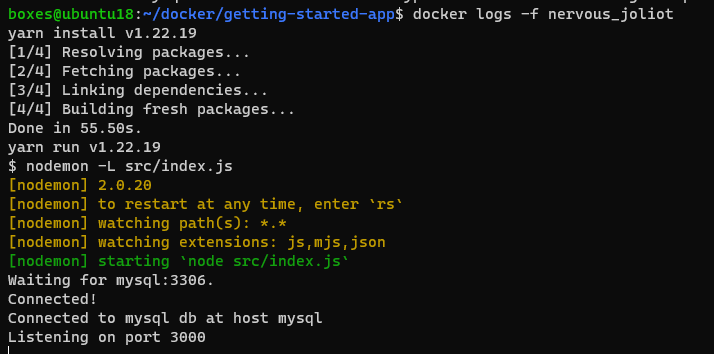 boxes@ubuntu18:~/docker/getting-started-app$ docker logs -f nervous_joliot
yarn install v1.22.19
[1/4] Resolving packages...
[2/4] Fetching packages...
[3/4] Linking dependencies...
[4/4] Building fresh packages...
Done in 55.50s.
yarn run v1.22.19
$ nodemon -L src/index.js
[nodemon] 2.0.20
[nodemon] to restart at any time, enter `rs`
[nodemon] watching path(s): *.*
[nodemon] watching extensions: js,mjs,json
[nodemon] starting `node src/index.js`
Waiting for mysql:3306.
Connected!
Connected to mysql db at host mysql
Listening on port 3000